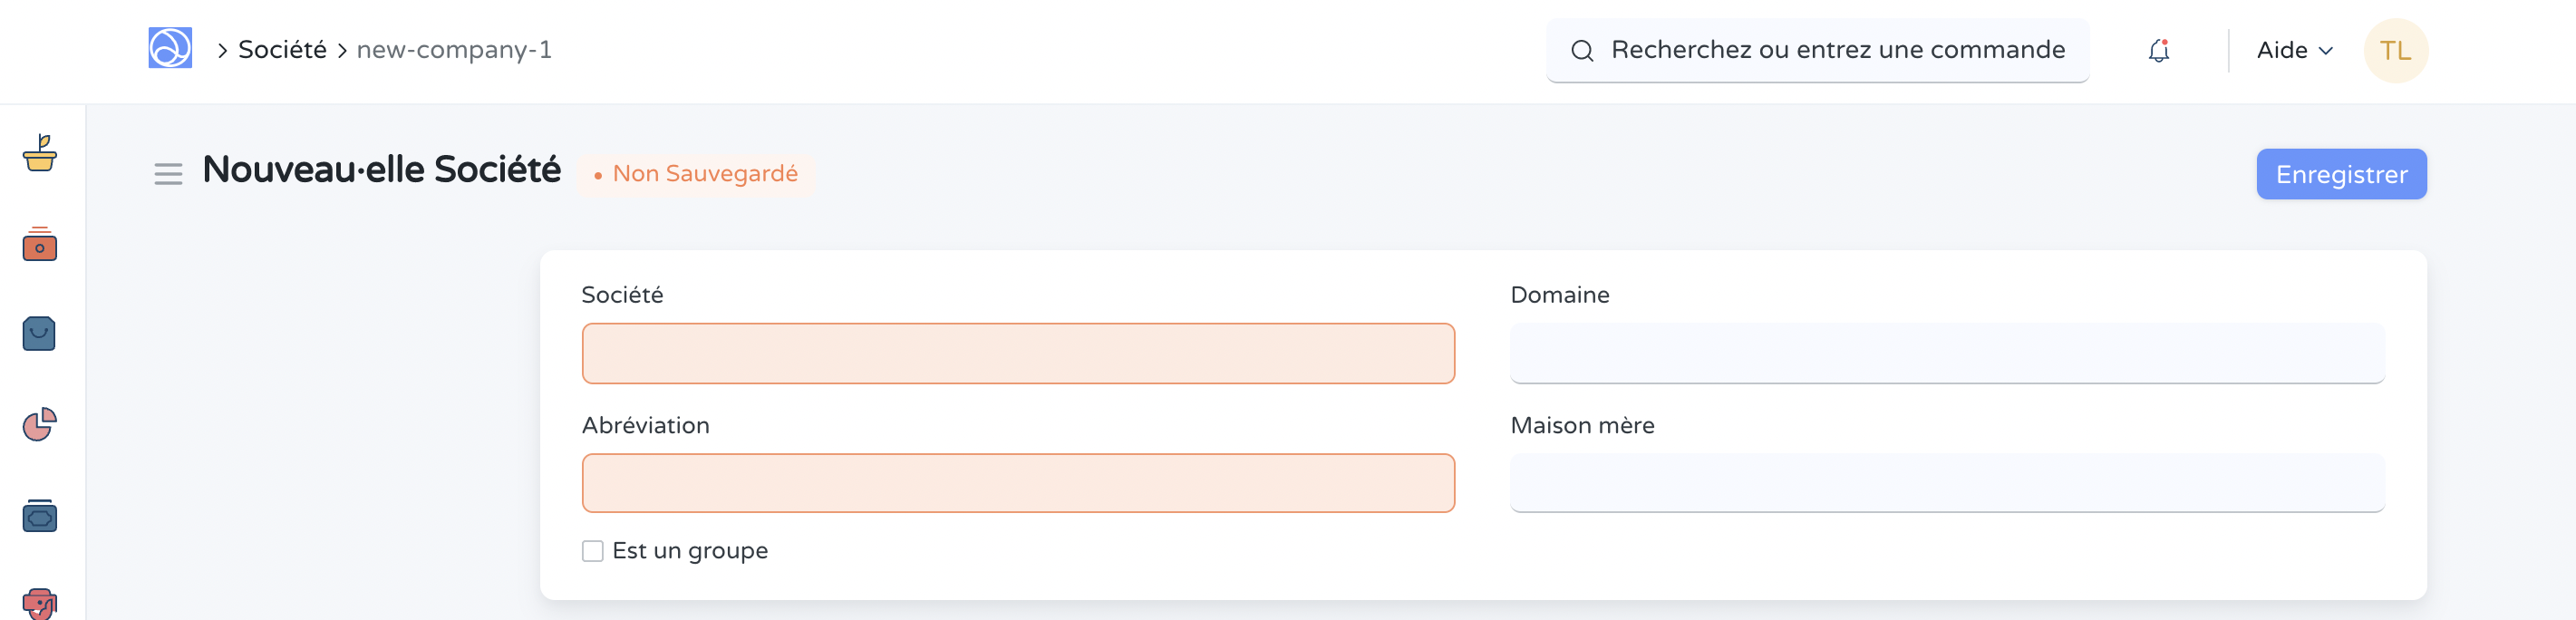 Société new-company-1
Recherchez ou entrez une commande
Aide
TL
Nouveau·elle Société
Non Sauvegardé
Enregistrer
Société
Domaine
Abréviation
Maison mère
Est un groupe